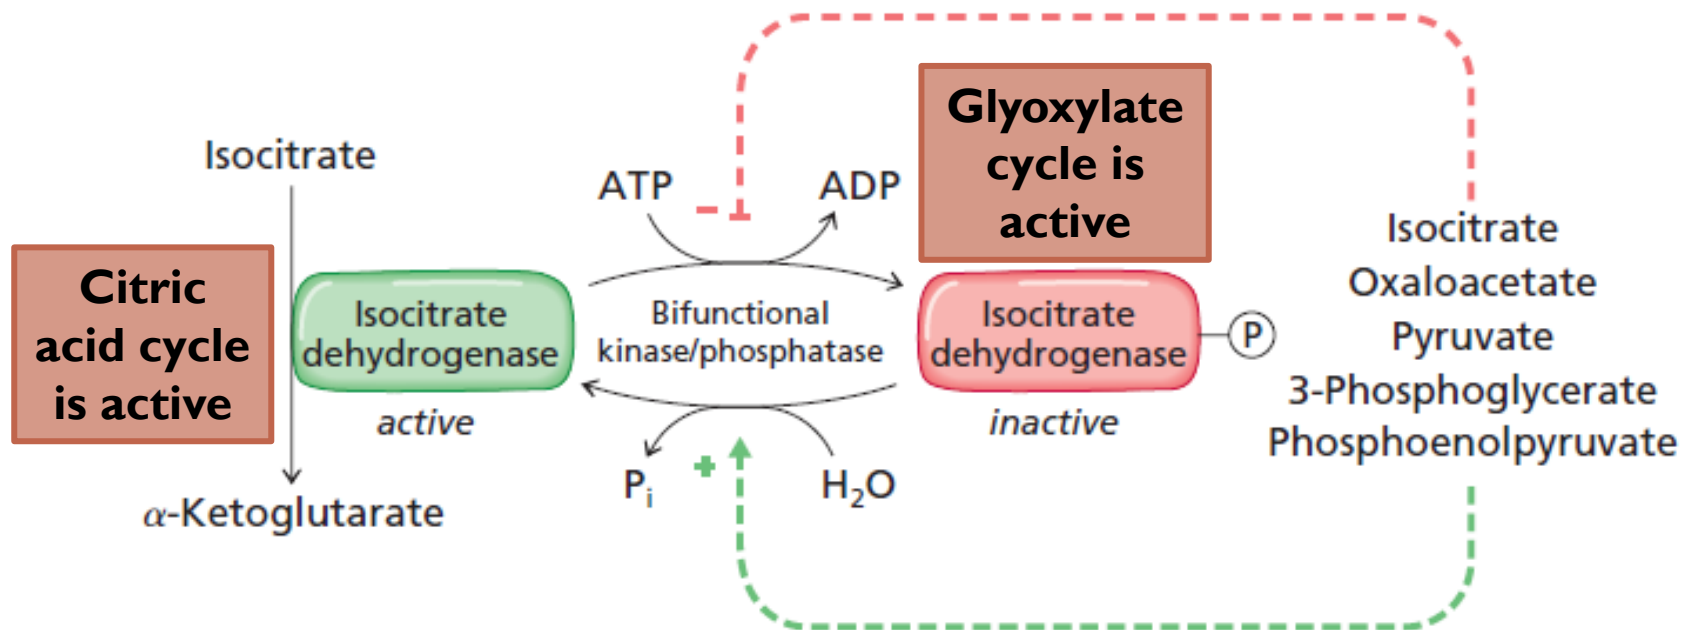 Isocitrate
Citric
acid cycle
is active
Isocitrate
dehydrogenase
active
α-Ketoglutarate
ATP
ADP
–
Bifunctional
kinase/phosphatase
Pi
+
H2O
Glyoxylate
cycle is
active
Isocitrate
dehydrogenase
P
inactive
Isocitrate
Oxaloacetate
Pyruvate
3-Phosphoglycerate
Phosphoenolpyruvate